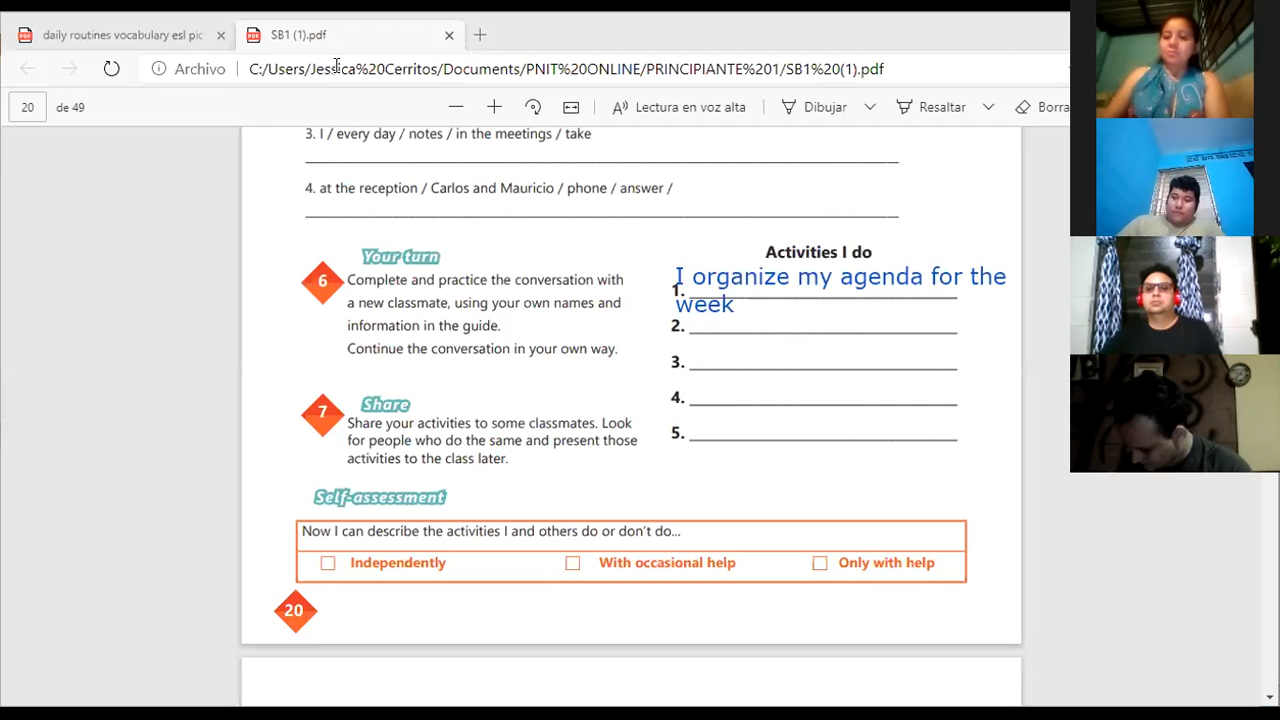 daily routines vocabulary esl pic
SB1 (1).pdf
Archivo
C:/Users/Jessica%20Cerritos/Documents/PNIT%20ONLINE/PRINCIPIANTE%201/SB1%20(1).pdf
20 de 49
Lectura en voz alta
Dibujar
Resaltar
Borra
3. I / every day / notes / in the meetings / take
4. at the reception / Carlos and Mauricio / phone / answer /
6 Your turn
Complete and practice the conversation with
a new classmate, using your own names and
information in the guide.
Continue the conversation in your own way.
7 Share
Share your activities to some classmates. Look
for people who do the same and present those
activities to the class later.
Activities I do
I organize my agenda for the
1.
week
2.
3.
4.
5.
Self-assessment
Now I can describe the activities I and others do or don't do...
Independently
With occasional help
Only with help
20